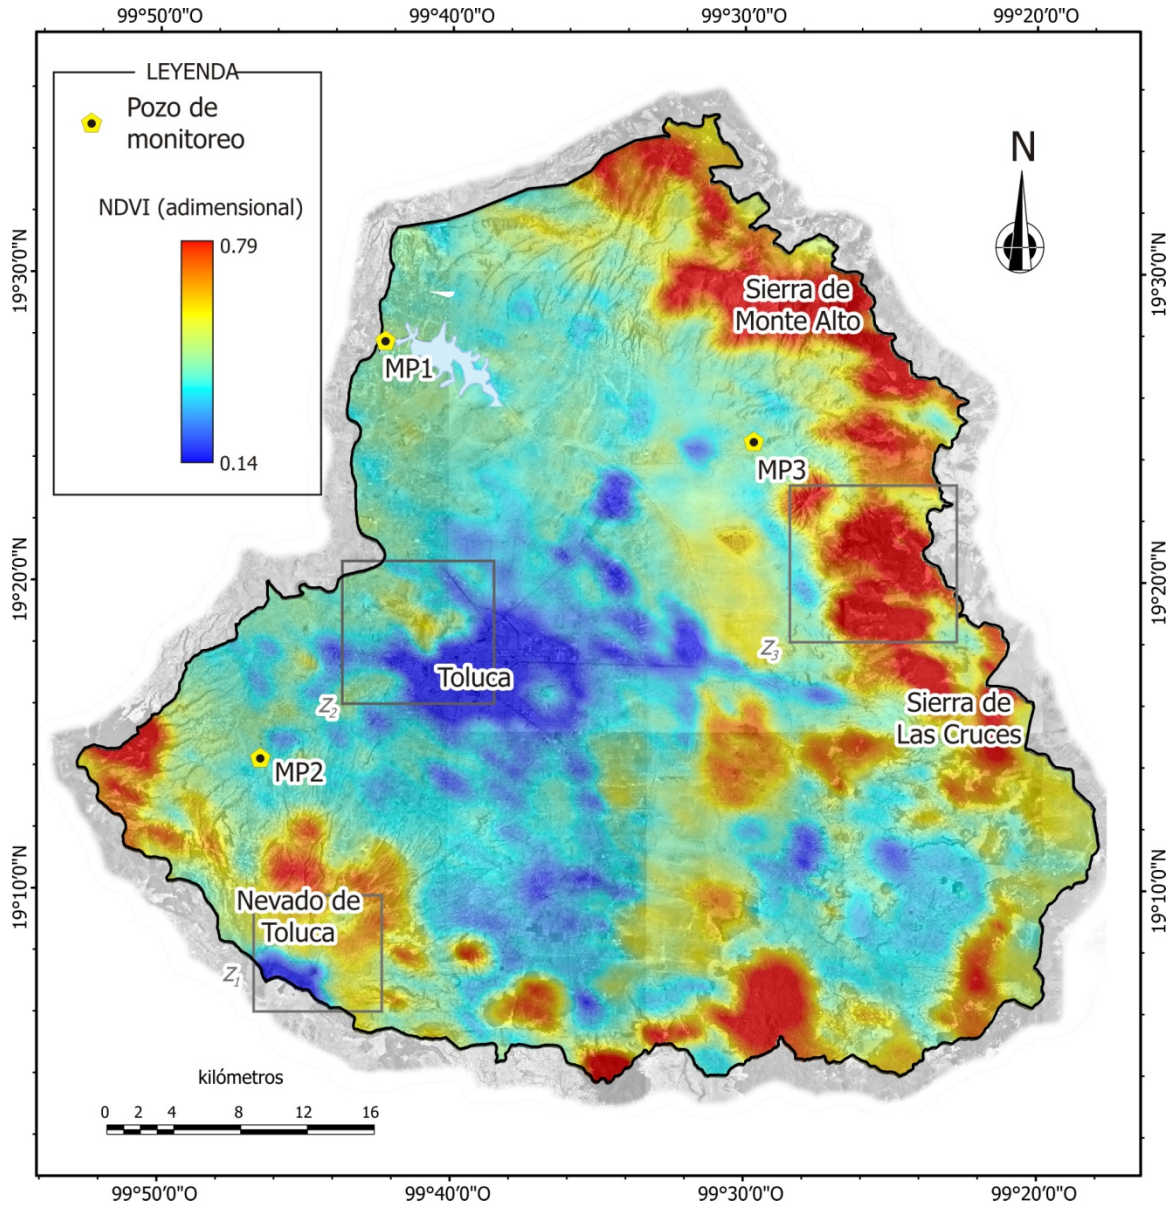 99°50'0"O
99°40'0"O
99°30'0"O
99°20'0"O
LEYENDA
Pozo de
monitoreo
NDVI (adimensional)
0.79
0.14
N
19°30'0"N
19°30'0"N
Sierra de
Monte Alto
MP1
MP3
19°20'0"N
19°20'0"N
Z3
Toluca
Z2
Sierra de
Las Cruces
MP2
19°10'0"N
19°10'0"N
Nevado de
Toluca
Z1
kilómetros
0 2 4 8 12 16
99°50'0"O
99°40'0"O
99°30'0"O
99°20'0"O